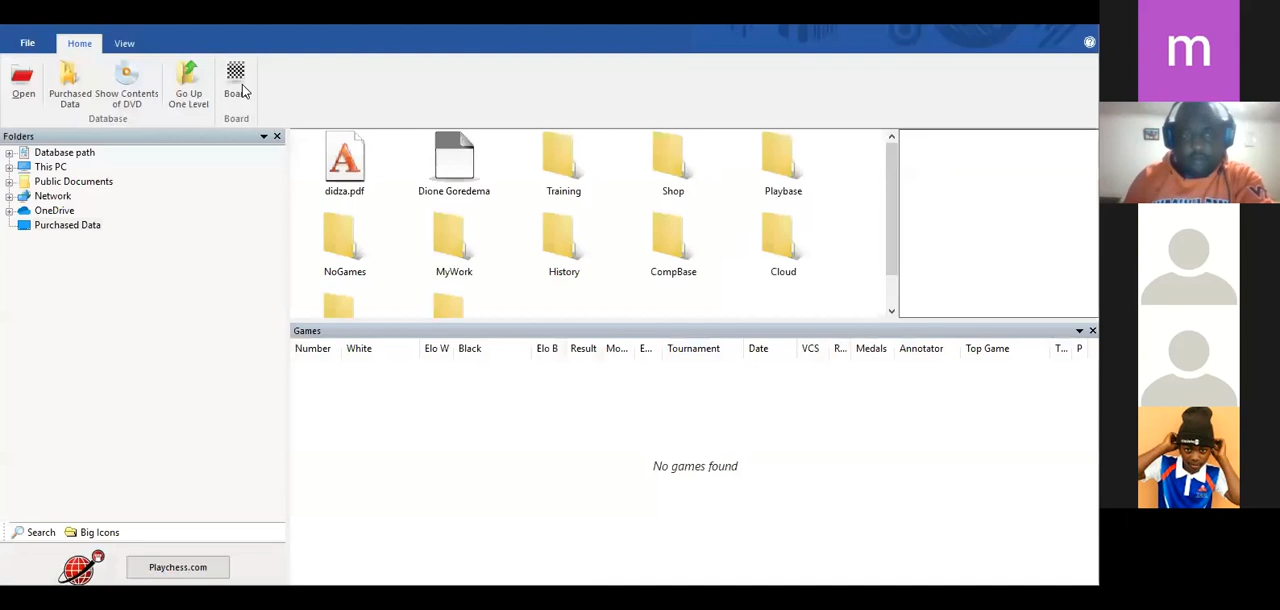 File Home View
Open
Purchased Data
Show Contents of DVD
Go Up One Level
Board
Database
Board
Folders
Database path
This PC
Public Documents
Network
OneDrive
Purchased Data
didza.pdf Dione Goredema Training Shop Playbase
NoGames MyWork History CompBase Cloud
Games
Number White Elo W Black Elo B Result Mo... E... Tournament Date VCS R... Medals Annotator Top Game T... P
No games found
Search Big Icons
Playchess.com
m